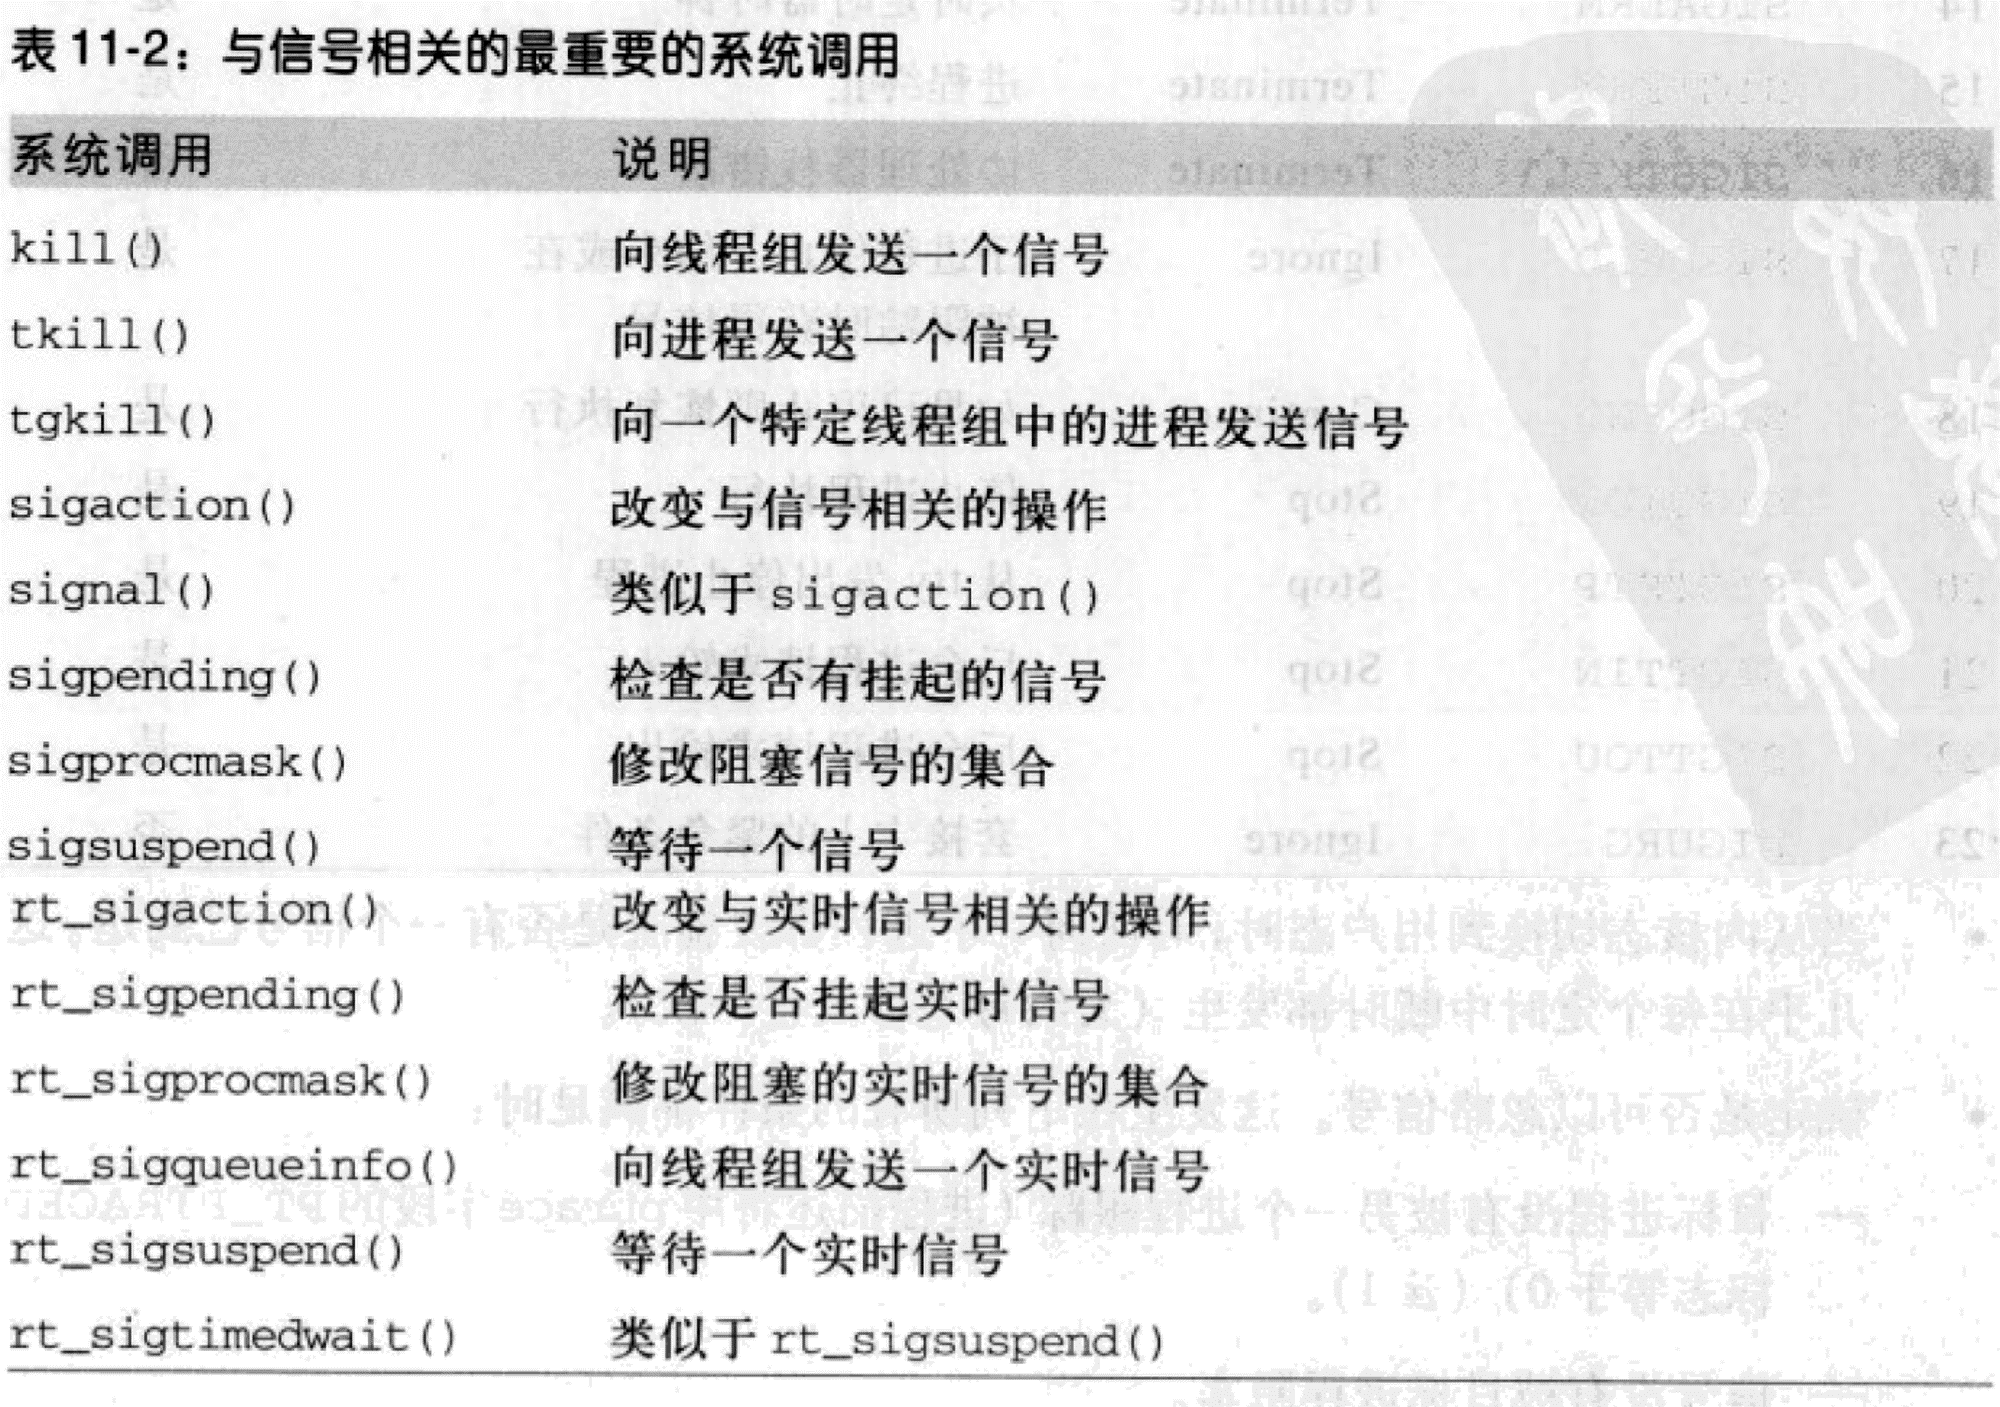 表 11-2：与信号相关的最重要的系统调用
系统调用 说明
kill() 向线程组发送一个信号
tkill() 向进程发送一个信号
tgkill() 向一个特定线程组中的进程发送信号
sigaction() 改变与信号相关的操作
signal() 类似于 sigaction()
sigpending() 检查是否有挂起的信号
sigprocmask() 修改阻塞信号的集合
sigsuspend() 等待一个信号
rt_sigaction() 改变与实时信号相关的操作
rt_sigpending() 检查是否挂起实时信号
rt_sigprocmask() 修改阻塞的实时信号的集合
rt_sigqueueinfo() 向线程组发送一个实时信号
rt_sigsuspend() 等待一个实时信号
rt_sigtimedwait() 类似于 rt_sigsuspend()